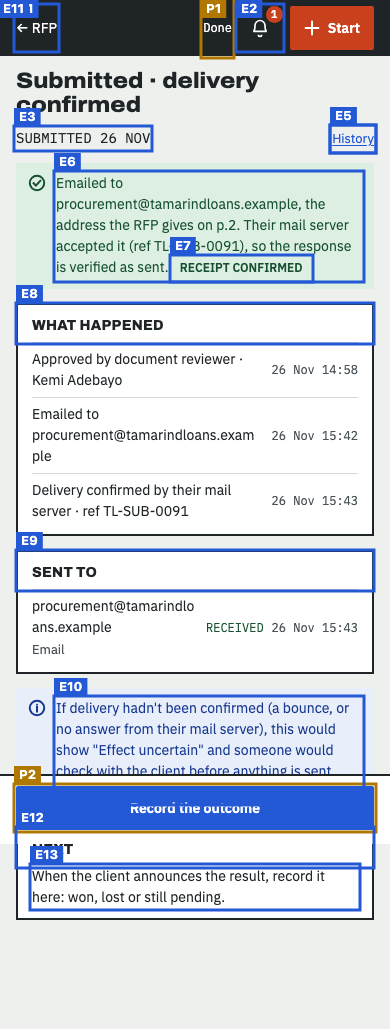 E11 1
← RFP
P1
Done
E2
1
+ Start
Submitted · delivery
confirmed
E3
SUBMITTED 26 NOV
E5
History
E6
Emailed to
procurement@tamarindloans.example, the
address the RFP gives on p.2. Their mail server
accepted it (ref TL-SUB-0091), so the response
E7
is verified as sent. RECEIPT CONFIRMED
E8
WHAT HAPPENED
Approved by document reviewer ·
Kemi Adebayo
26 Nov 14:58
Emailed to
procurement@tamarindloans.exam
ple
26 Nov 15:42
Delivery confirmed by their mail
server · ref TL-SUB-0091
26 Nov 15:43
E9
SENT TO
procurement@tamarindlo
ans.example
RECEIVED 26 Nov 15:43
Email
E10
If delivery hadn't been confirmed (a bounce, or
no answer from their mail server), this would
show "Effect uncertain" and someone would
check with the client before anything is sent
P2
Record the outcome
E12
NEXT
E13
When the client announces the result, record it
here: won, lost or still pending.